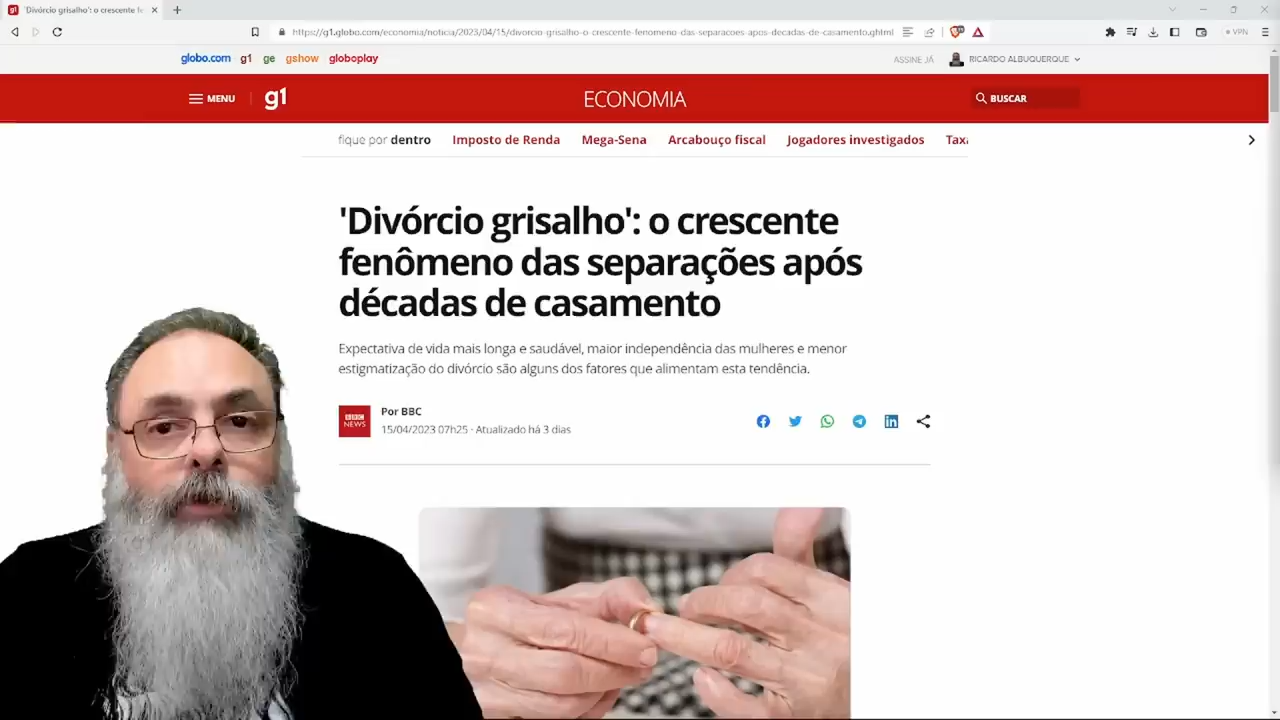 'Divórcio grisalho': o crescente fe
https://g1.globo.com/economia/noticia/2023/04/15/divorcio-grisalho-o-crescente-fenomeno-das-separacoes-apos-decadas-de-casamento.ghtml
VPN
globo.com g1 ge gshow globoplay
ASSINE JÁ
RICARDO ALBUQUERQUE
MENU
g1
ECONOMIA
BUSCAR
fique por dentro Imposto de Renda Mega-Sena Arcabouço fiscal Jogadores investigados Taxa
'Divórcio grisalho': o crescente
fenômeno das separações após
décadas de casamento
Expectativa de vida mais longa e saudável, maior independência das mulheres e menor
estigmatização do divórcio são alguns dos fatores que alimentam esta tendência.
BBC
NEWS
Por BBC
15/04/2023 07h25 · Atualizado há 3 dias